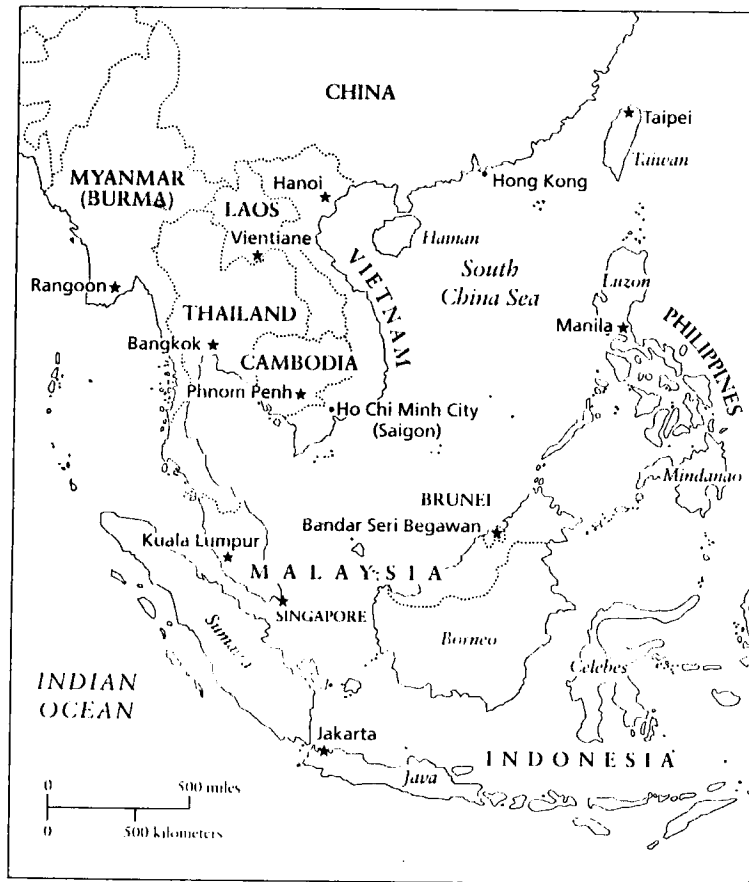 CHINA
Taipei
Taiwan
MYANMAR
(BURMA)
Hanoi
Hong Kong
LAOS
Vientiane
Hainan
VIETNAM
South
China Sea
Luzon
Rangoon
THAILAND
Manila
PHILIPPINES
Bangkok
CAMBODIA
Phnom Penh
Ho Chi Minh City
(Saigon)
Mindanao
BRUNEI
Bandar Seri Begawan
Kuala Lumpur
MALAYSIA
SINGAPORE
Sumatra
Borneo
Celebes
INDIAN
OCEAN
Jakarta
INDONESIA
Java
0 500 miles
0 500 kilometers